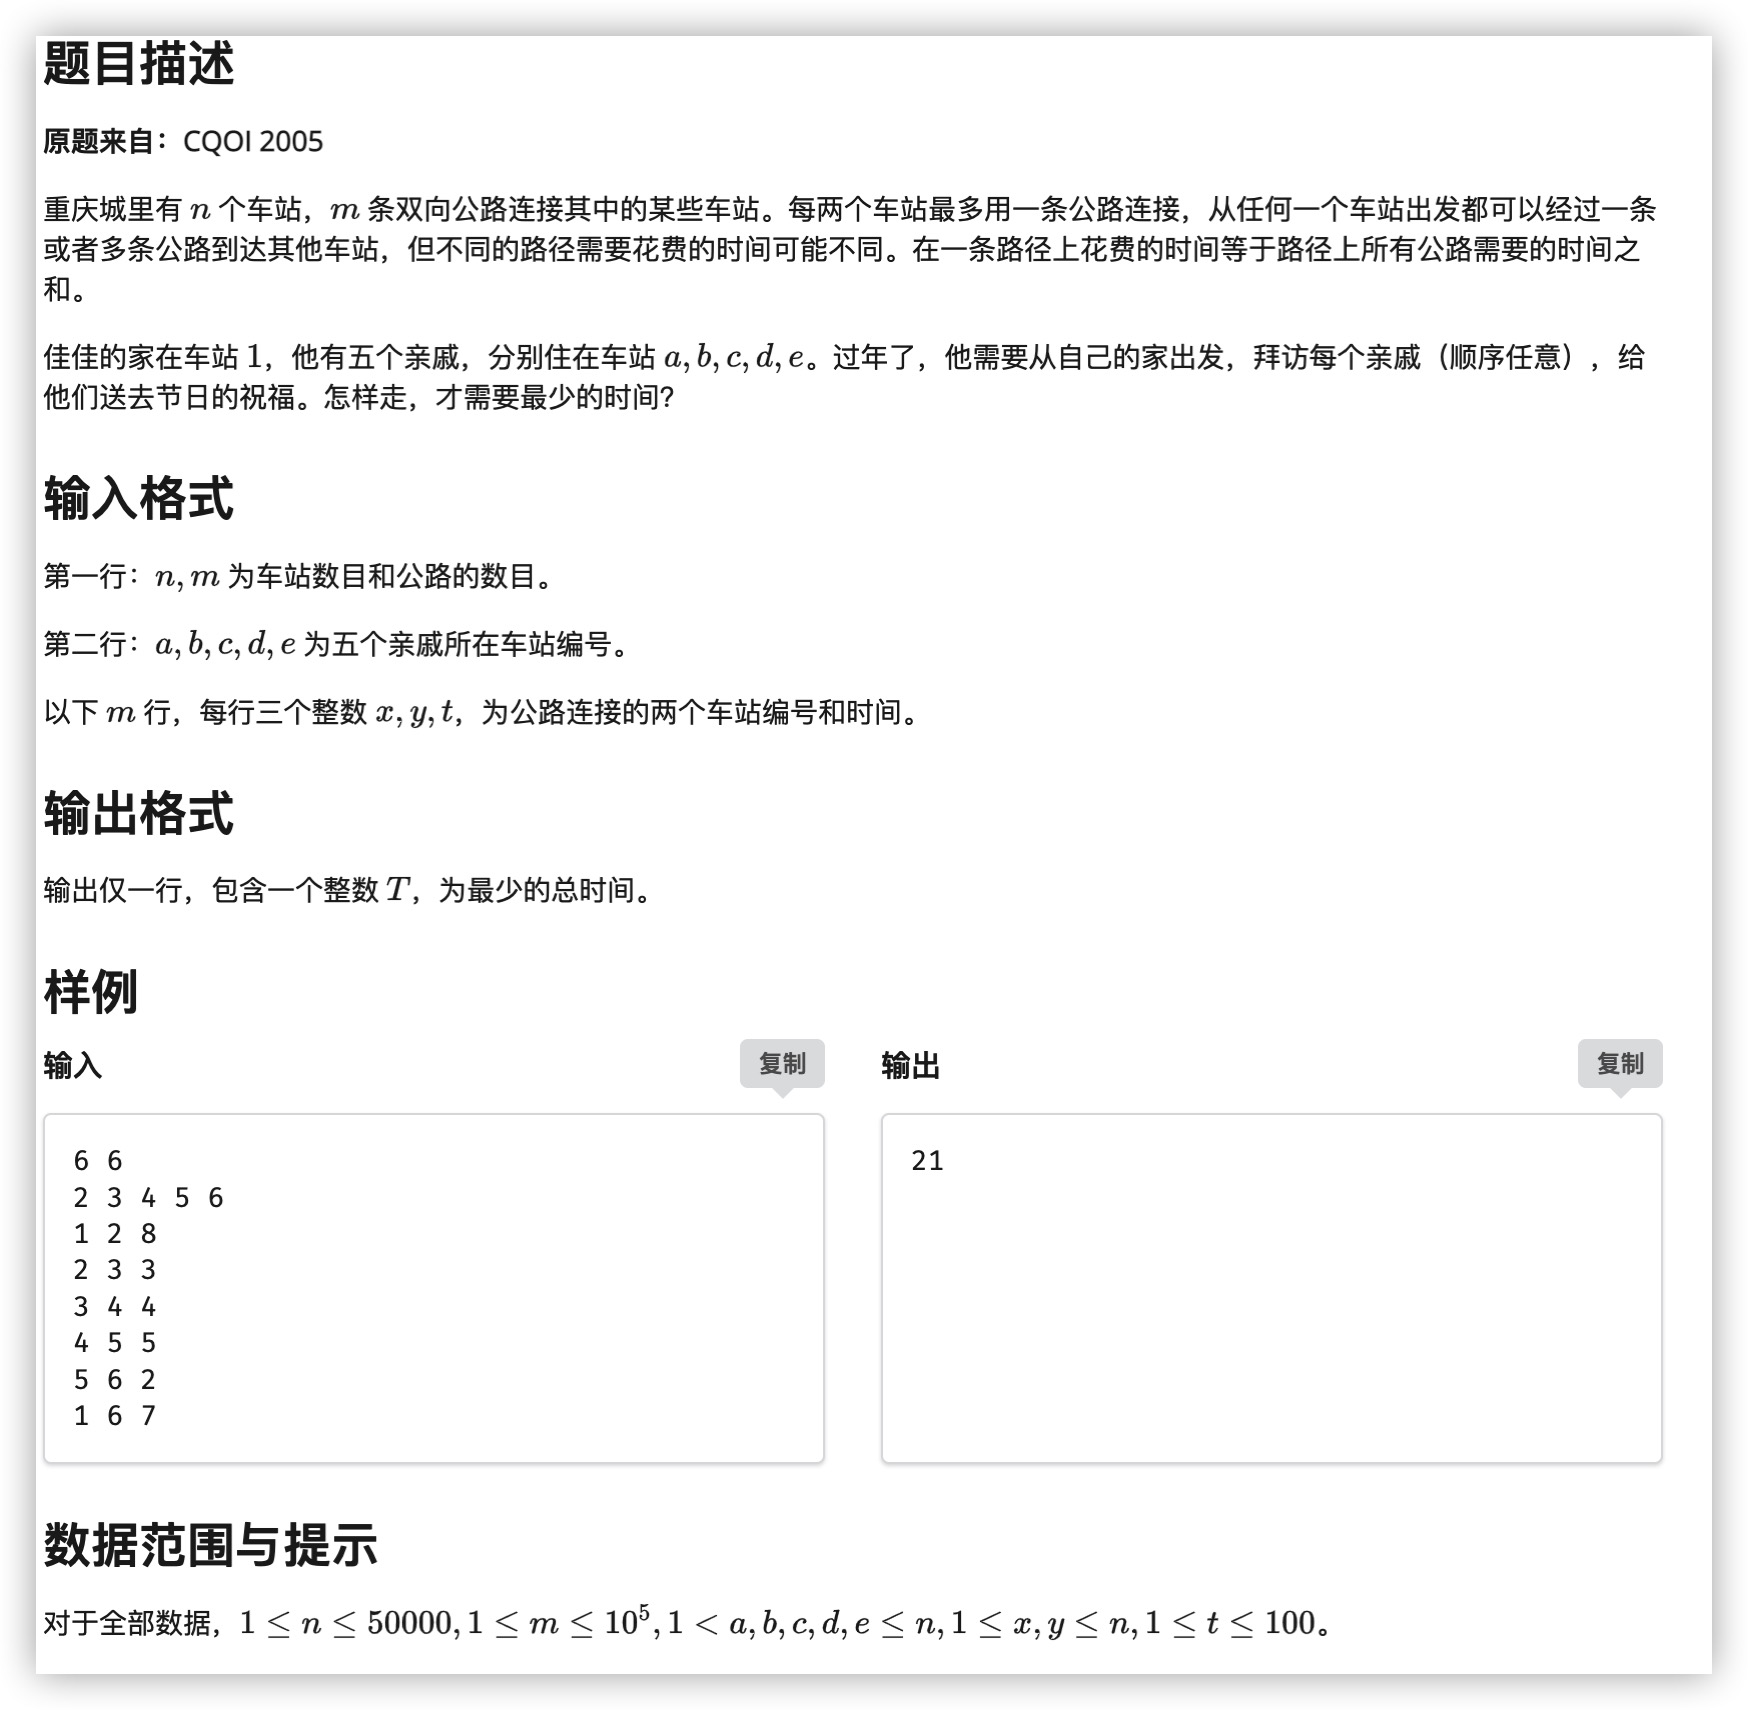 题目描述
原题来自：CQOI 2005
重庆城里有 n 个车站，m 条双向公路连接其中的某些车站。每两个车站最多用一条公路连接，从任何一个车站出发都可以经过一条
或者多条公路到达其他车站，但不同的路径需要花费的时间可能不同。在一条路径上花费的时间等于路径上所有公路需要的时间之
和。
佳佳的家在车站 1，他有五个亲戚，分别住在车站 a, b, c, d, e。过年了，他需要从自己的家出发，拜访每个亲戚（顺序任意），给
他们送去节日的祝福。怎样走，才需要最少的时间？
输入格式
第一行：n, m 为车站数目和公路的数目。
第二行：a, b, c, d, e 为五个亲戚所在车站编号。
以下 m 行，每行三个整数 x, y, t，为公路连接的两个车站编号和时间。
输出格式
输出仅一行，包含一个整数 T，为最少的总时间。
样例
输入 复制
6 6
2 3 4 5 6
1 2 8
2 3 3
3 4 4
4 5 5
5 6 2
1 6 7
输出 复制
21
数据范围与提示
对于全部数据，1 ≤ n ≤ 50000, 1 ≤ m ≤ 10⁵, 1 < a, b, c, d, e ≤ n, 1 ≤ x, y ≤ n, 1 ≤ t ≤ 100。